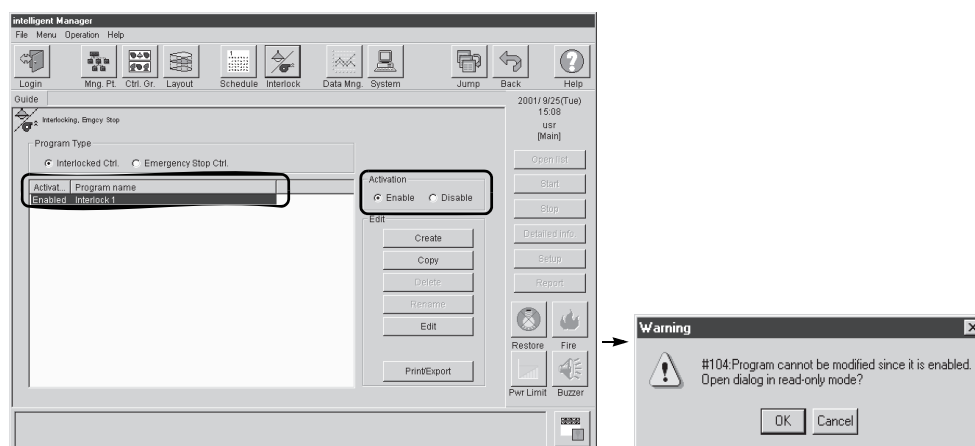 intelligent Manager
File Menu Operation Help
Login Mng. Pt. Ctrl. Gr. Layout Schedule Interlock Data Mng. System Jump Back Help
Guide
2001/ 9/25(Tue)
15:08
usr
[Main]
Interlocking, Emgcy Stop
Program Type
Interlocked Ctrl. Emergency Stop Ctrl.
Activat... Program name
Enabled Interlock 1
Activation
Enable Disable
Edit
Create
Copy
Delete
Rename
Edit
Print/Export
Open list
Start
Stop
Detailed info.
Setup
Report
Restore Fire
Pwr Limit Buzzer
Warning
#104:Program cannot be modified since it is enabled.
Open dialog in read-only mode?
OK Cancel